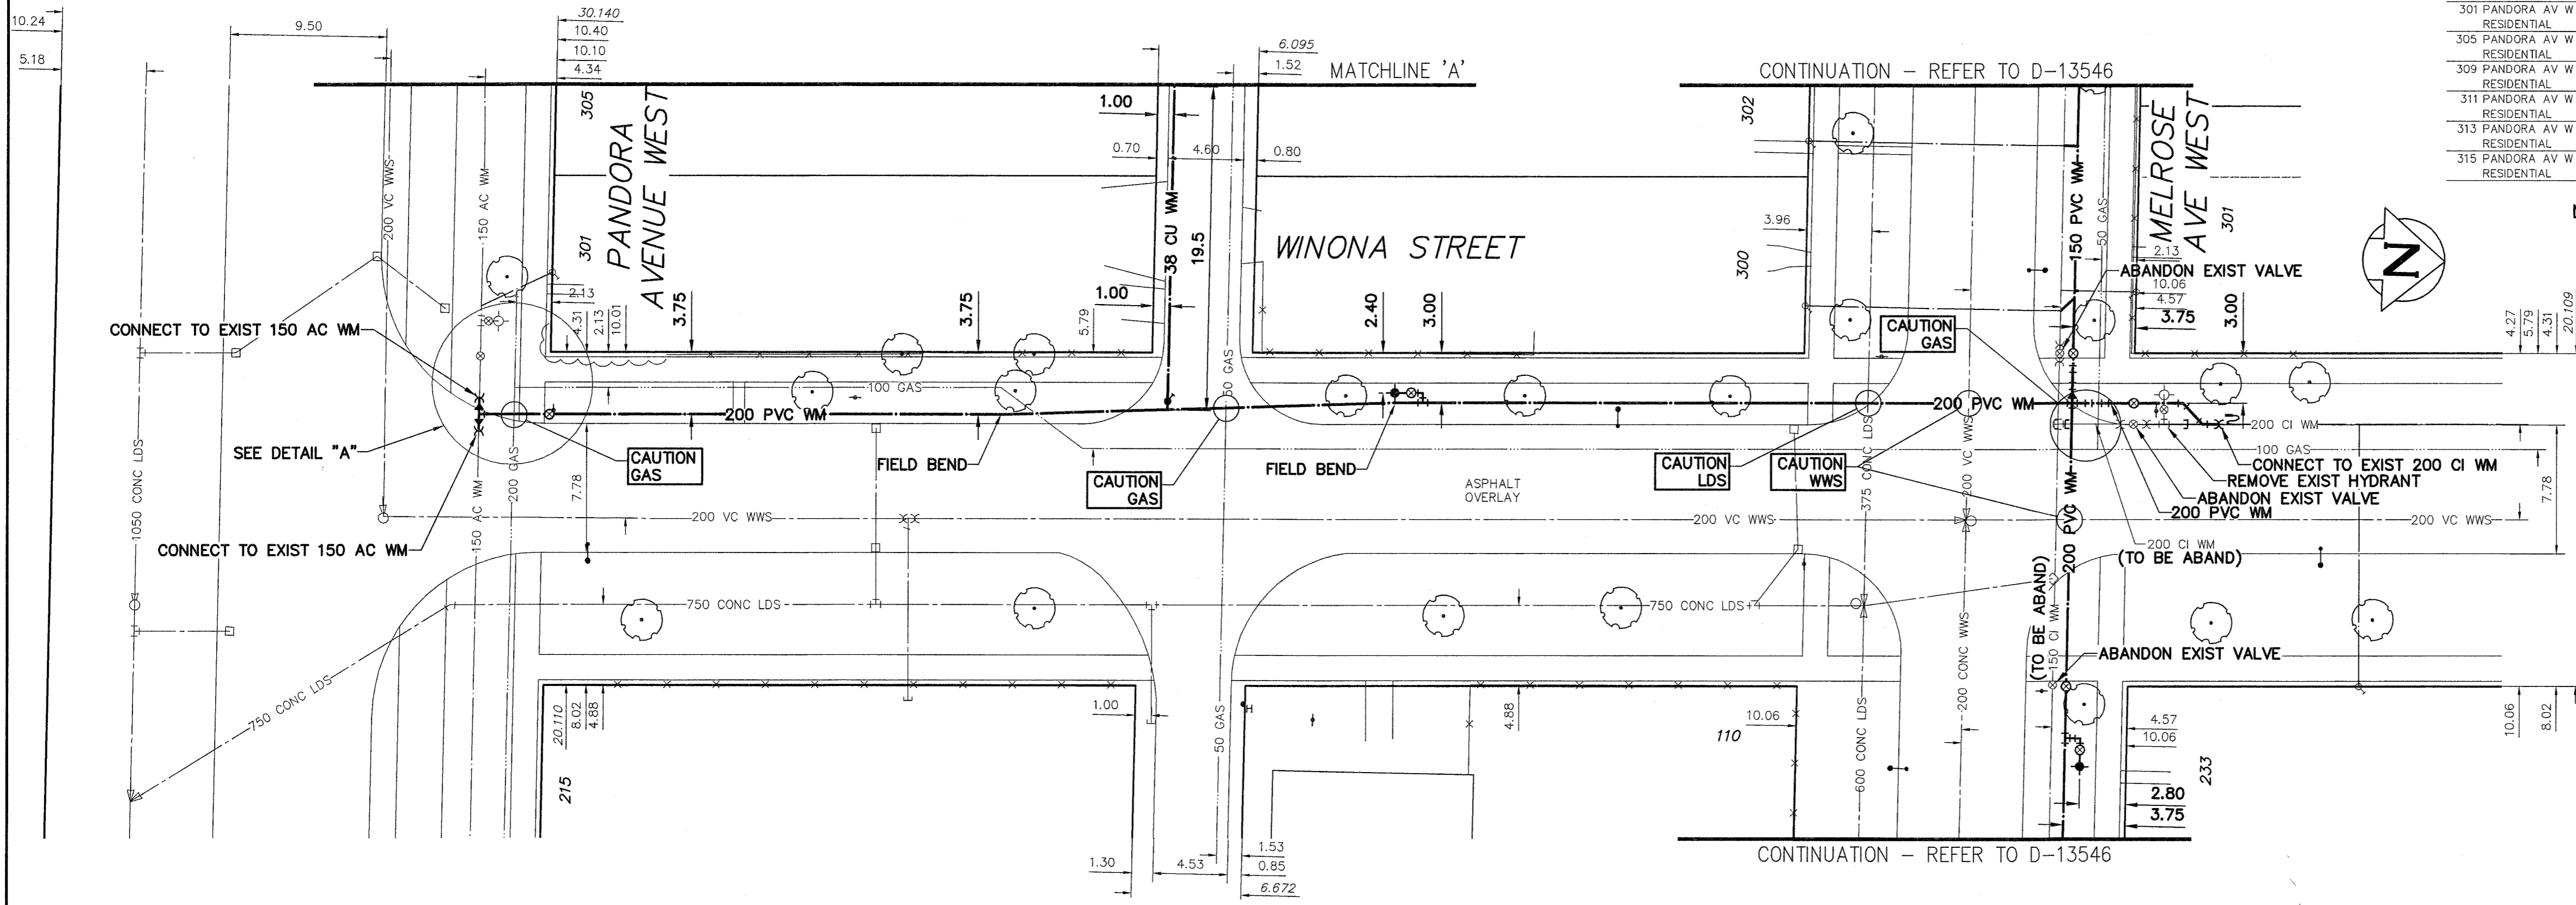 10.24
5.18
9.50
30.140
10.40
10.10
4.34
6.095
1.52
MATCHLINE 'A'
CONTINUATION - REFER TO D-13546
301 PANDORA AV W
RESIDENTIAL
305 PANDORA AV W
RESIDENTIAL
309 PANDORA AV W
RESIDENTIAL
311 PANDORA AV W
RESIDENTIAL
313 PANDORA AV W
RESIDENTIAL
315 PANDORA AV W
RESIDENTIAL
200 VC WWS
150 AC WM
305
301
PANDORA
AVENUE WEST
1.00
0.70
4.60
0.80
38 CU WM
19.5
1.00
WINONA STREET
302
300
3.96
150 PVC WM
50 GAS
MELROSE
AVE WEST
301
2.13
ABANDON EXIST VALVE
10.06
4.57
3.75
3.00
N
4.27
5.79
4.31
20.109
2.13
4.31
2.13
10.01
3.75
3.75
5.79
2.40
3.00
CAUTION
GAS
CONNECT TO EXIST 150 AC WM
SEE DETAIL "A"
100 GAS
50 GAS
200 PVC WM
200 PVC WM
200 CI WM
100 GAS
CONNECT TO EXIST 200 CI WM
REMOVE EXIST HYDRANT
ABANDON EXIST VALVE
200 PVC WM
CAUTION
GAS
FIELD BEND
CAUTION
GAS
FIELD BEND
ASPHALT
OVERLAY
CAUTION
LDS
CAUTION
WWS
375 CONC LDS
200 VC WWS
1050 CONC LDS
150 AC WM
200 GAS
7.78
7.78
200 VC WWS
200 VC WWS
200 VC WWS
CONNECT TO EXIST 150 AC WM
200 PVC WM
200 CI WM
(TO BE ABAND)
(TO BE ABAND)
150 CI WM
750 CONC LDS
750 CONC LDS
750 CONC LDS
ABANDON EXIST VALVE
20.110
8.02
4.88
215
1.00
50 GAS
4.88
10.06
110
600 CONC LDS
200 CONC WWS
4.57
10.06
233
2.80
3.75
10.06
8.02
1.30
4.53
1.53
0.85
6.672
CONTINUATION - REFER TO D-13546